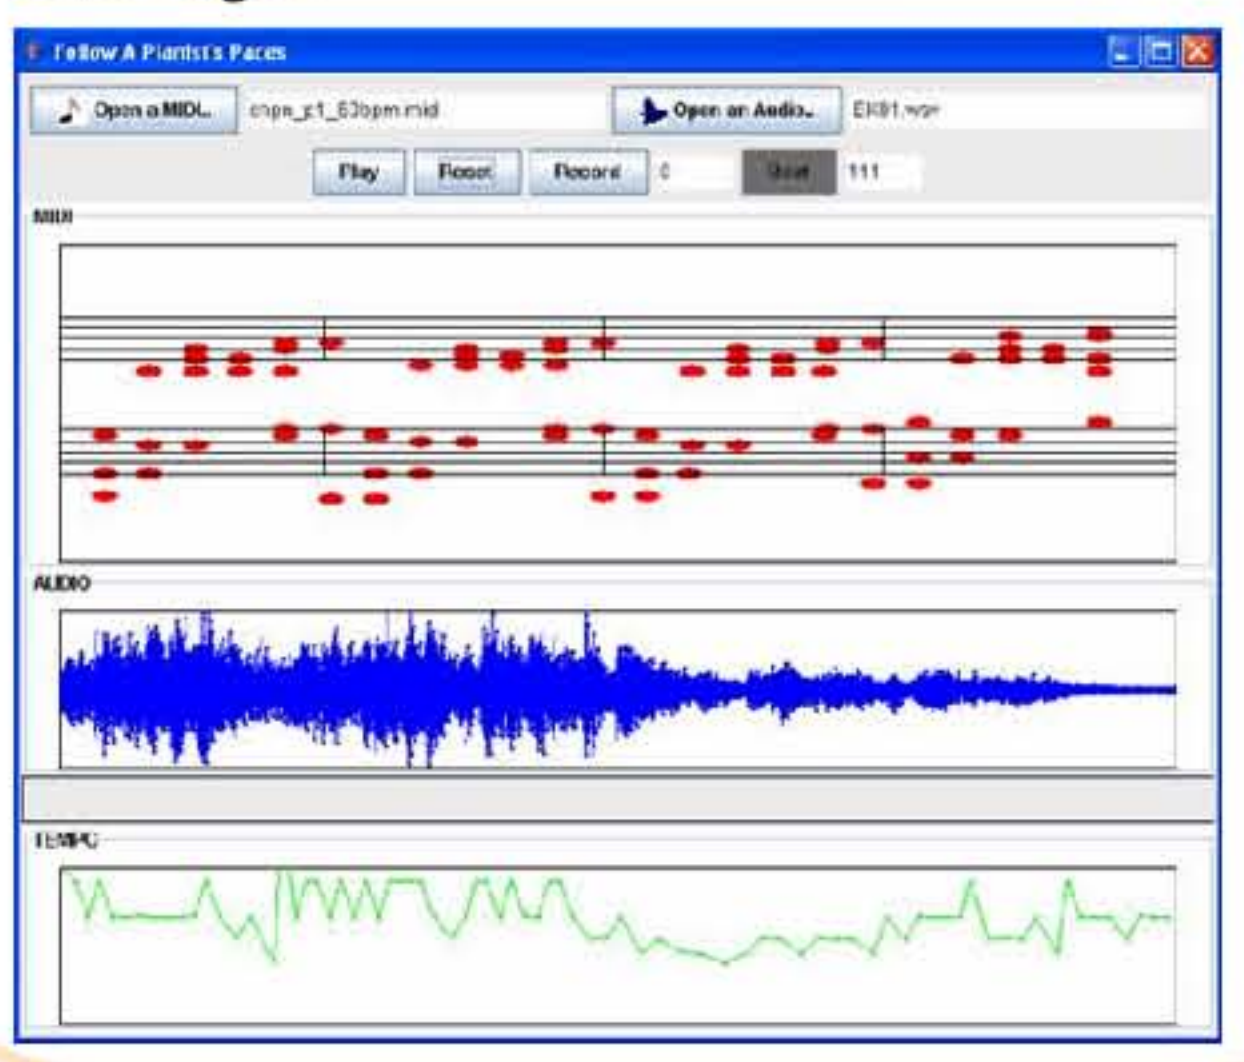 Follow A Pianist's Paces
Open a MIDI... Open an Audio...
Play Reset Record 0 111
MIDI
AUDIO
TEMPO